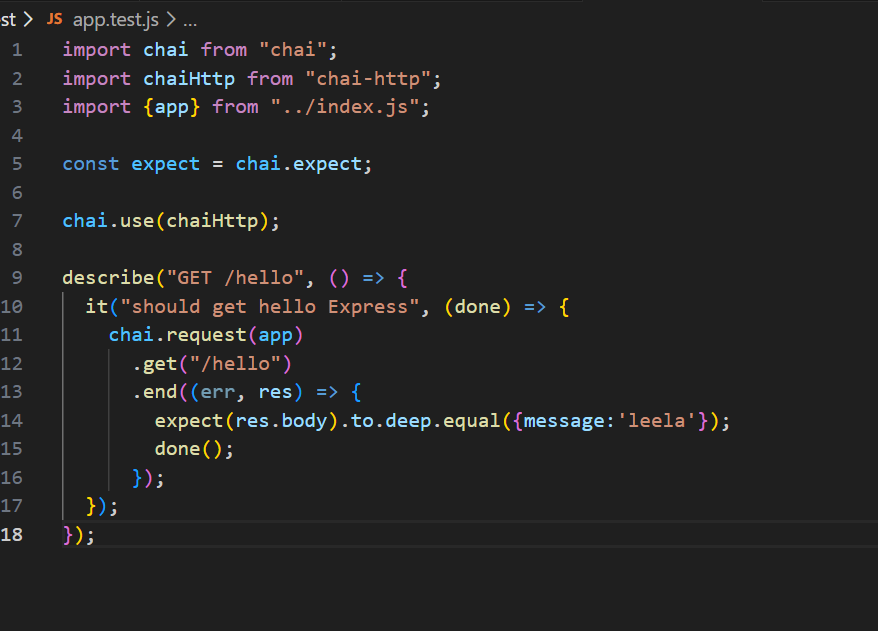 st > JS app.test.js > ...
1 import chai from "chai";
2 import chaiHttp from "chai-http";
3 import {app} from "../index.js";
4
5 const expect = chai.expect;
6
7 chai.use(chaiHttp);
8
9 describe("GET /hello", () => {
10   it("should get hello Express", (done) => {
11     chai.request(app)
12       .get("/hello")
13       .end((err, res) => {
14         expect(res.body).to.deep.equal({message:'leela'});
15         done();
16       });
17   });
18 });